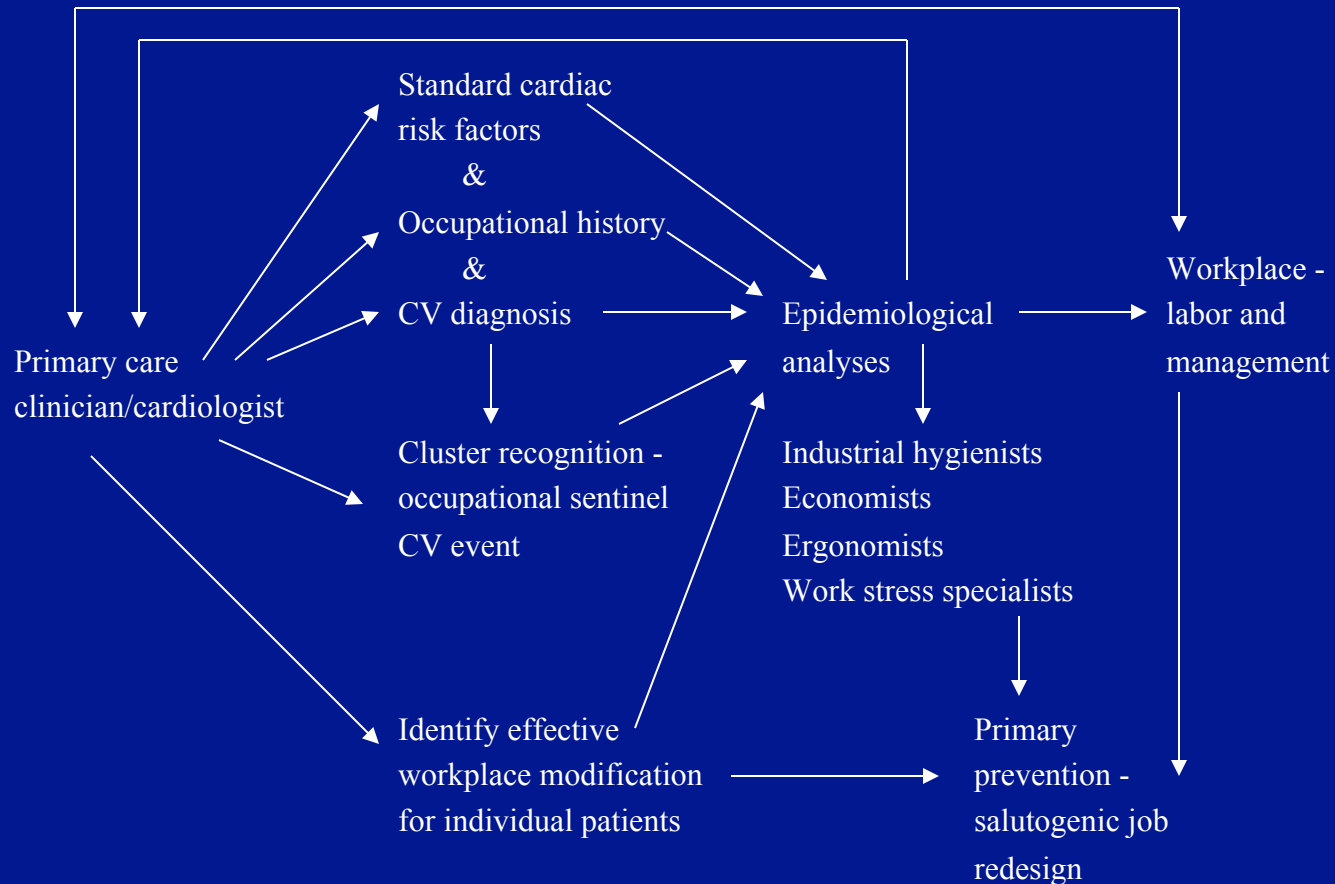 Standard cardiac
risk factors
&
Occupational history
&
CV diagnosis
Primary care
clinician/cardiologist
Cluster recognition -
occupational sentinel
CV event
Identify effective
workplace modification
for individual patients
Epidemiological
analyses
Industrial hygienists
Economists
Ergonomists
Work stress specialists
Workplace -
labor and
management
Primary
prevention -
salutogenic job
redesign